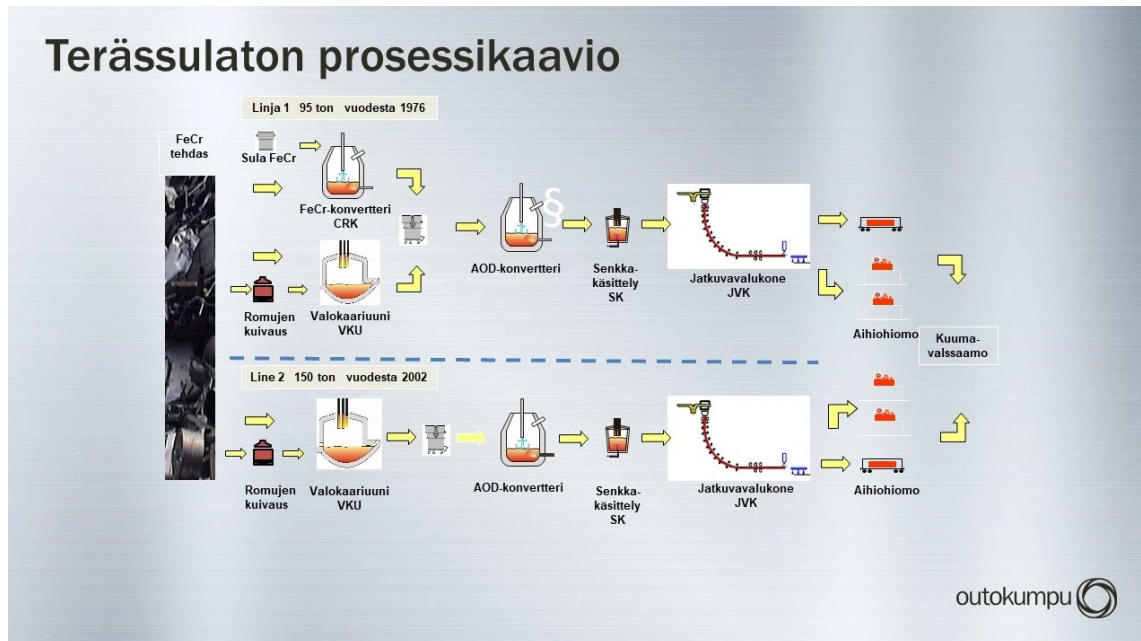 Terässulaton prosessikaavio
Linja 1 95 ton vuodesta 1976
FeCr
tehdas
Sula FeCr
FeCr-konvertteri
CRK
§
AOD-konvertteri
Senkka-
käsittely
SK
Jatkuvavalukone
JVK
Romujen
kuivaus
Valokaariuuni
VKU
Aihiohiomo
Kuuma-
valssaamo
Line 2 150 ton vuodesta 2002
Romujen
kuivaus
Valokaariuuni
VKU
AOD-konvertteri
Senkka-
käsittely
SK
Jatkuvavalukone
JVK
Aihiohiomo
outokumpu